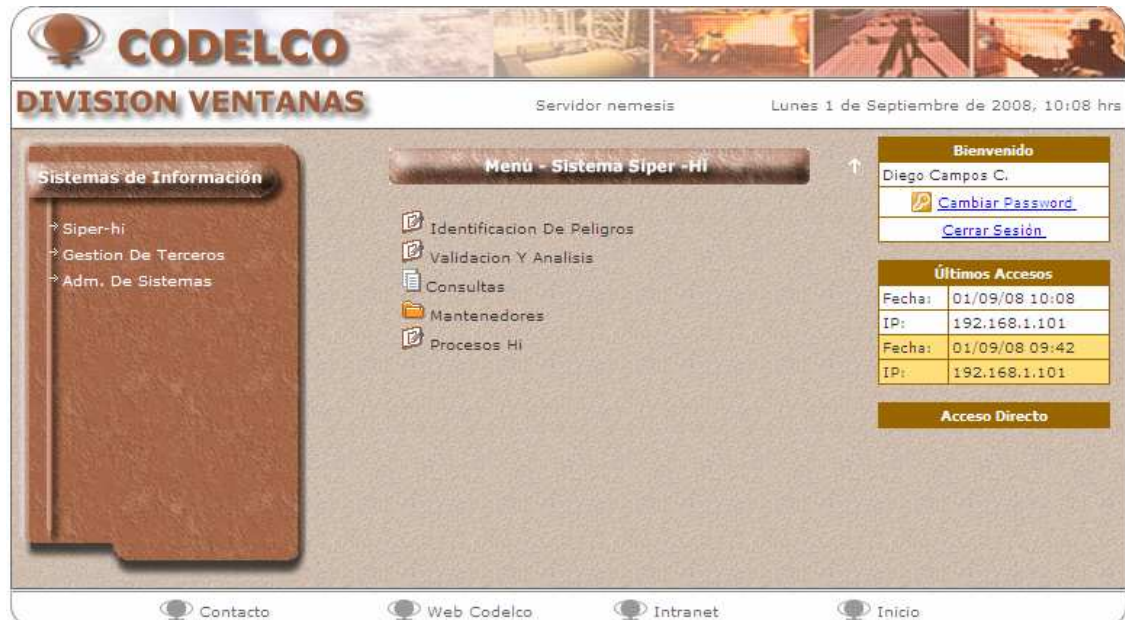 CODELCO
DIVISION VENTANAS
Servidor nemesis
Lunes 1 de Septiembre de 2008, 10:08 hrs
Sistemas de Información
Siper-hi
Gestion De Terceros
Adm. De Sistemas
Menú - Sistema Siper -Hi
Identificacion De Peligros
Validacion Y Analisis
Consultas
Mantenedores
Procesos Hi
Bienvenido
Diego Campos C.
Cambiar Password
Cerrar Sesión
Últimos Accesos
Fecha: 01/09/08 10:08
IP: 192.168.1.101
Fecha: 01/09/08 09:42
IP: 192.168.1.101
Acceso Directo
Contacto
Web Codelco
Intranet
Inicio